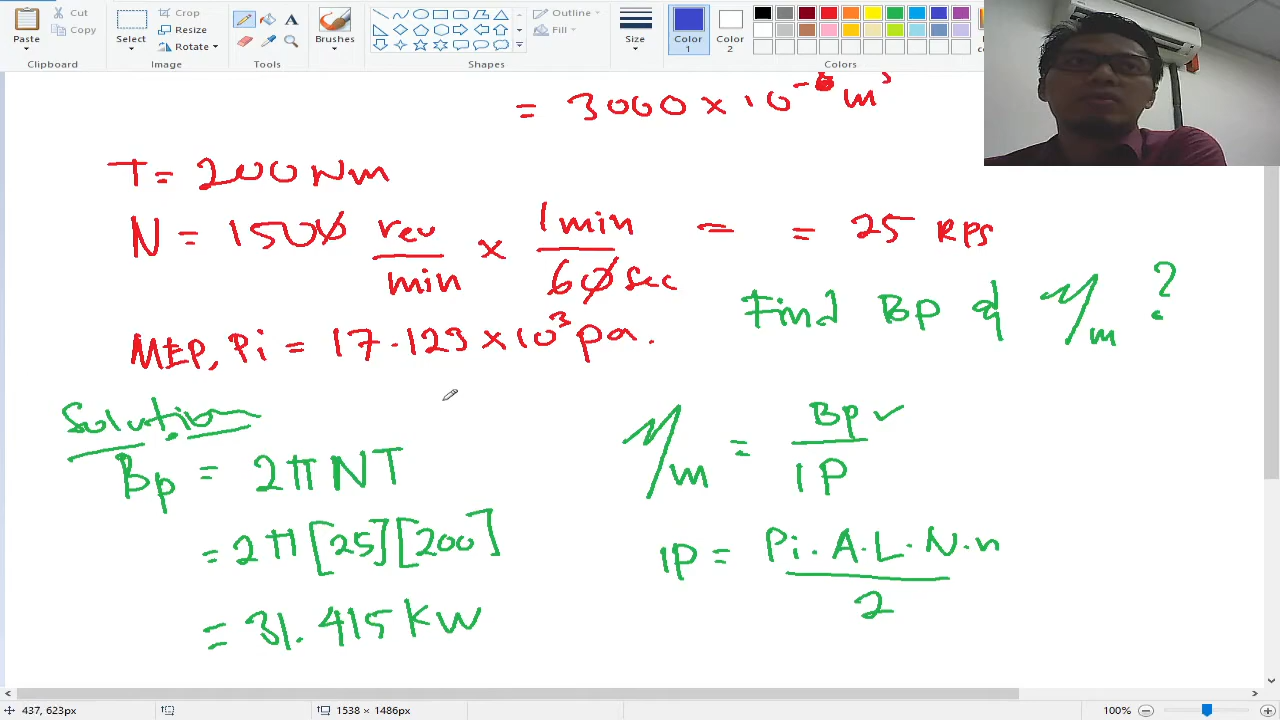 Paste
Cut
Copy
Clipboard
Select
Crop
Resize
Rotate
Image
A
Tools
Brushes
Outline
Fill
Shapes
Size
Color 1
Color 2
Colors
= 3000 × 10⁻⁶ m³
T = 200 Nm
N = 1500 rev/min × 1 min/60 sec = = 25 RPS
Find Bp & η/m ?
MEP, Pi = 17.123 × 10³ pa.
Solution
Bp = 2πNT
= 2π [25][200]
= 31.415 kW
η/m = Bp ✓/IP
IP = Pi · A · L · N · n/2
437, 623px
1538 × 1486px
100%